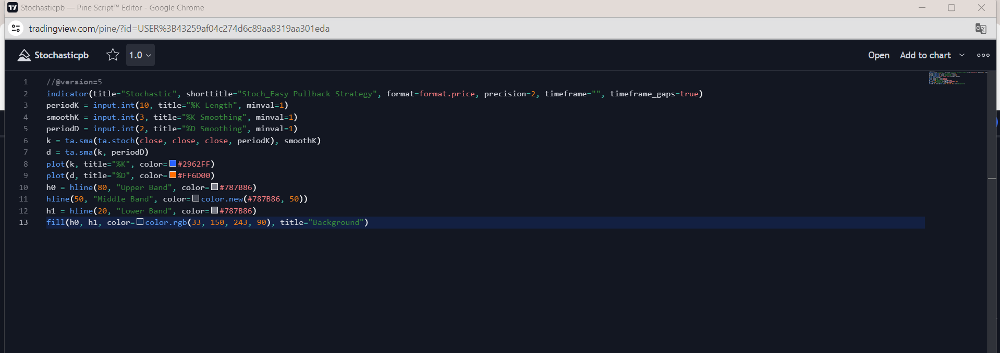 Stochasticpb — Pine Script™ Editor - Google Chrome
tradingview.com/pine/?id=USER%3B43259af04c274d6c89aa8319aa301eda
Stochasticpb 1.0 Open Add to chart
1 //@version=5
2 indicator(title="Stochastic", shorttitle="Stoch_Easy Pullback Strategy", format=format.price, precision=2, timeframe="", timeframe_gaps=true)
3 periodK = input.int(10, title="%K Length", minval=1)
4 smoothK = input.int(3, title="%K Smoothing", minval=1)
5 periodD = input.int(2, title="%D Smoothing", minval=1)
6 k = ta.sma(ta.stoch(close, close, close, periodK), smoothK)
7 d = ta.sma(k, periodD)
8 plot(k, title="%K", color=#2962FF)
9 plot(d, title="%D", color=#FF6D00)
10 h0 = hline(80, "Upper Band", color=#787B86)
11 hline(50, "Middle Band", color=color.new(#787B86, 50))
12 h1 = hline(20, "Lower Band", color=#787B86)
13 fill(h0, h1, color=color.rgb(33, 150, 243, 90), title="Background")